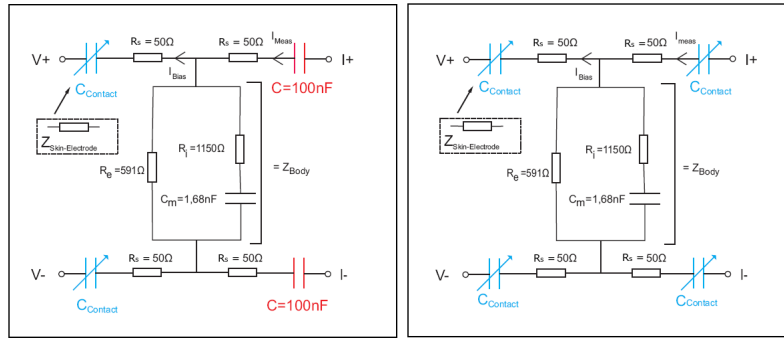 Rs = 50Ω
Rs = 50Ω
IMeas
V+
I+
CContact
IBias
C=100nF
ZSkin-Electrode
Ri=1150Ω
Re=591Ω
= ZBody
Cm=1,68nF
Rs = 50Ω
Rs = 50Ω
V-
I-
CContact
C=100nF
Rs = 50Ω
Rs = 50Ω
Imeas
V+
I+
CContact
IBias
CContact
ZSkin-Electrode
Ri=1150Ω
Re=591Ω
= ZBody
Cm=1,68nF
Rs = 50Ω
Rs = 50Ω
V-
I-
CContact
CContact